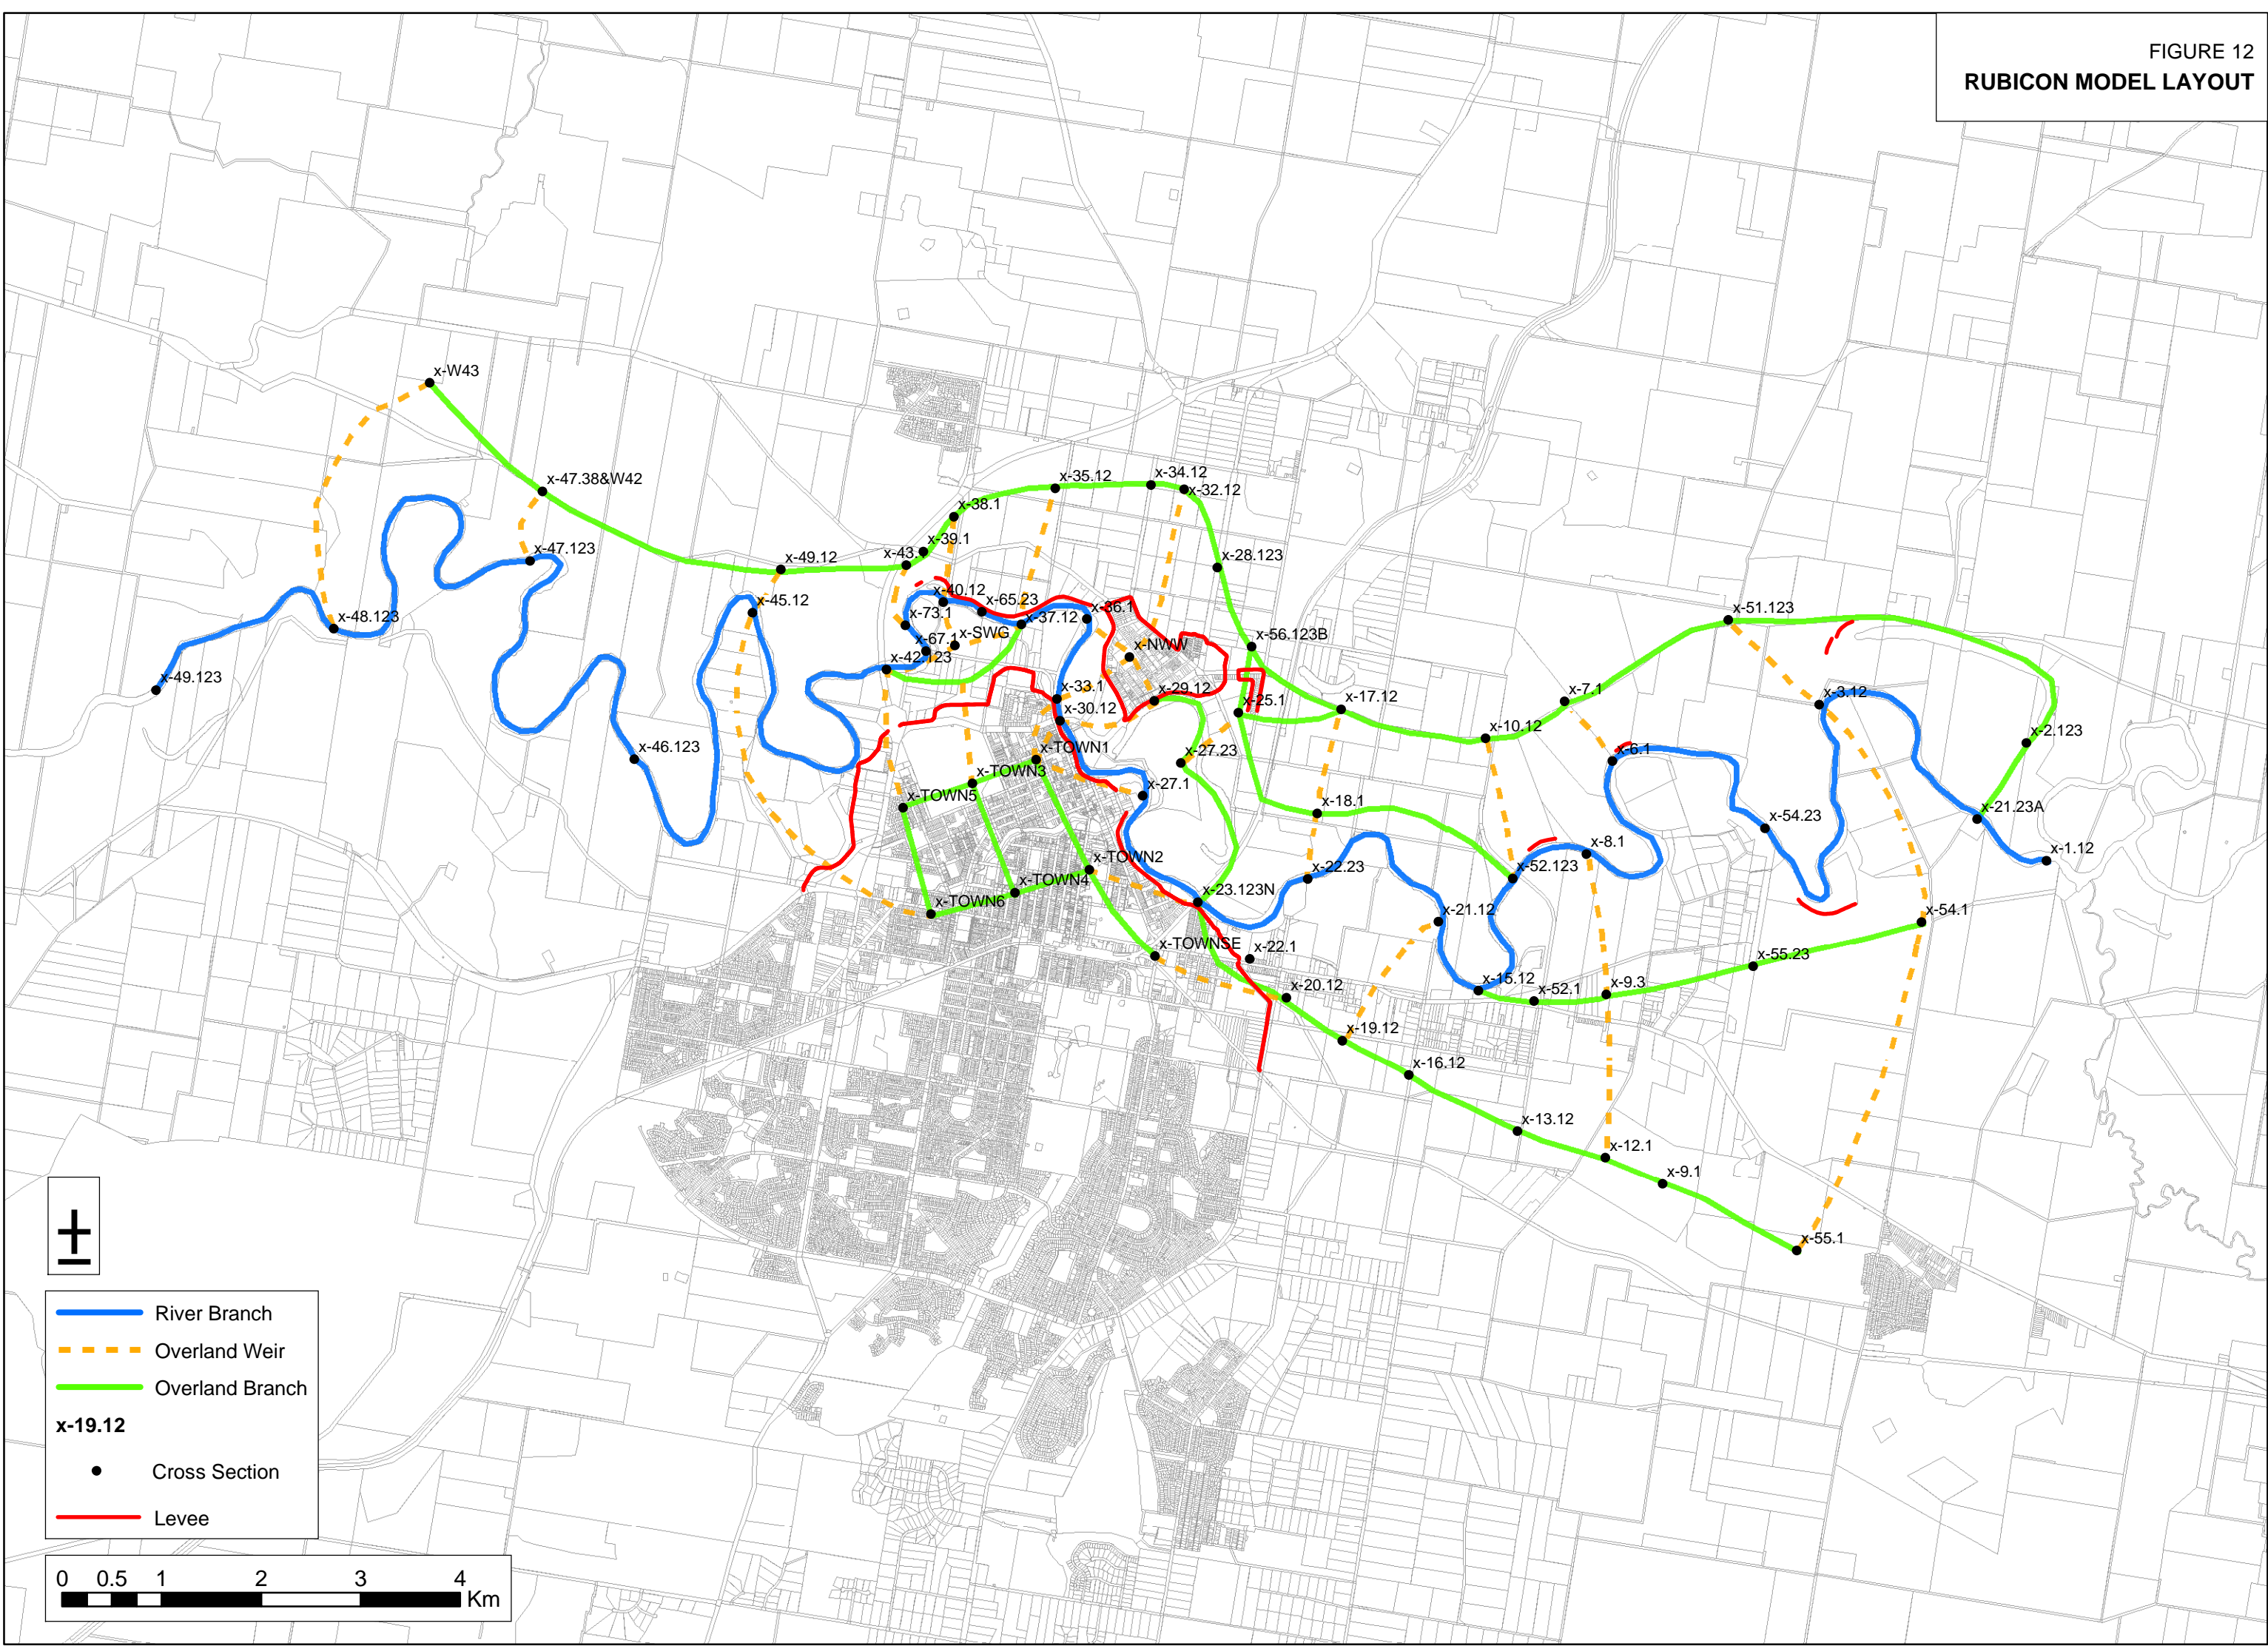 FIGURE 12
RUBICON MODEL LAYOUT
x-W43
x-47.38&W42
x-35.12
x-34.12
x-32.12
x-38.1
x-39.1
x-43.
x-49.12
x-47.123
x-28.123
x-48.123
x-45.12
x-40.12
x-65.23
x-37.12
x-36.1
x-73.1
x-67.1
x-SWG
x-42.123
x-NWW
x-56.123B
x-51.123
x-49.123
x-33.1
x-29.12
x-25.1
x-17.12
x-7.1
x-3.12
x-30.12
x-10.12
x-2.123
x-46.123
x-TOWN1
x-27.23
x-6.1
x-TOWN3
x-TOWN5
x-27.1
x-18.1
x-21.23A
x-54.23
x-8.1
x-1.12
x-TOWN2
x-22.23
x-52.123
x-TOWN4
x-23.123N
x-TOWN6
x-21.12
x-54.1
x-TOWNSE
x-22.1
x-55.23
x-20.12
x-15.12
x-52.1
x-9.3
x-19.12
x-16.12
x-13.12
x-12.1
x-9.1
x-55.1
±
River Branch
Overland Weir
Overland Branch
x-19.12
Cross Section
Levee
0 0.5 1 2 3 4
Km